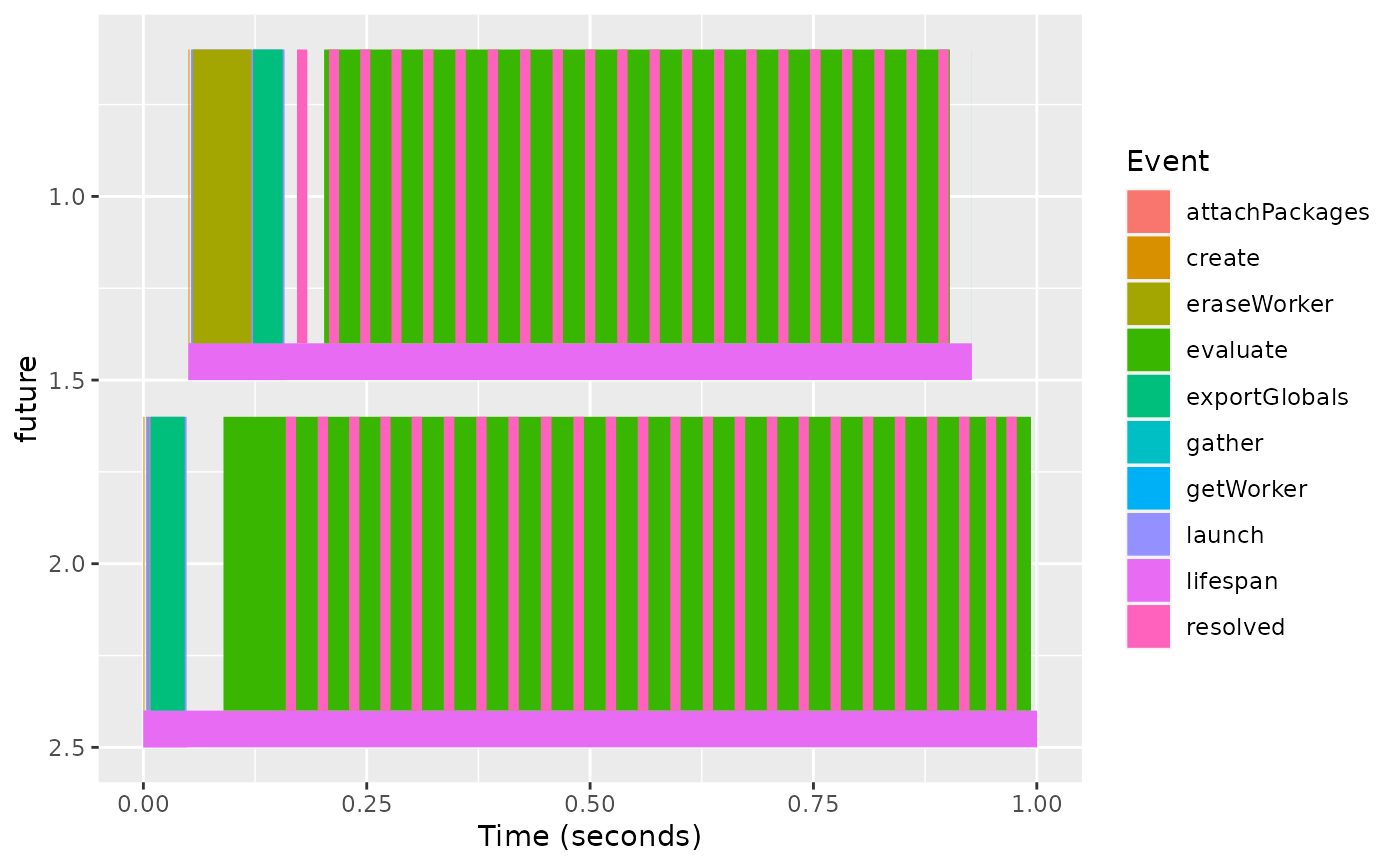 future
1.0
1.5
2.0
2.5
0.00 0.25 0.50 0.75 1.00
Time (seconds)
Event
attachPackages
create
eraseWorker
evaluate
exportGlobals
gather
getWorker
launch
lifespan
resolved